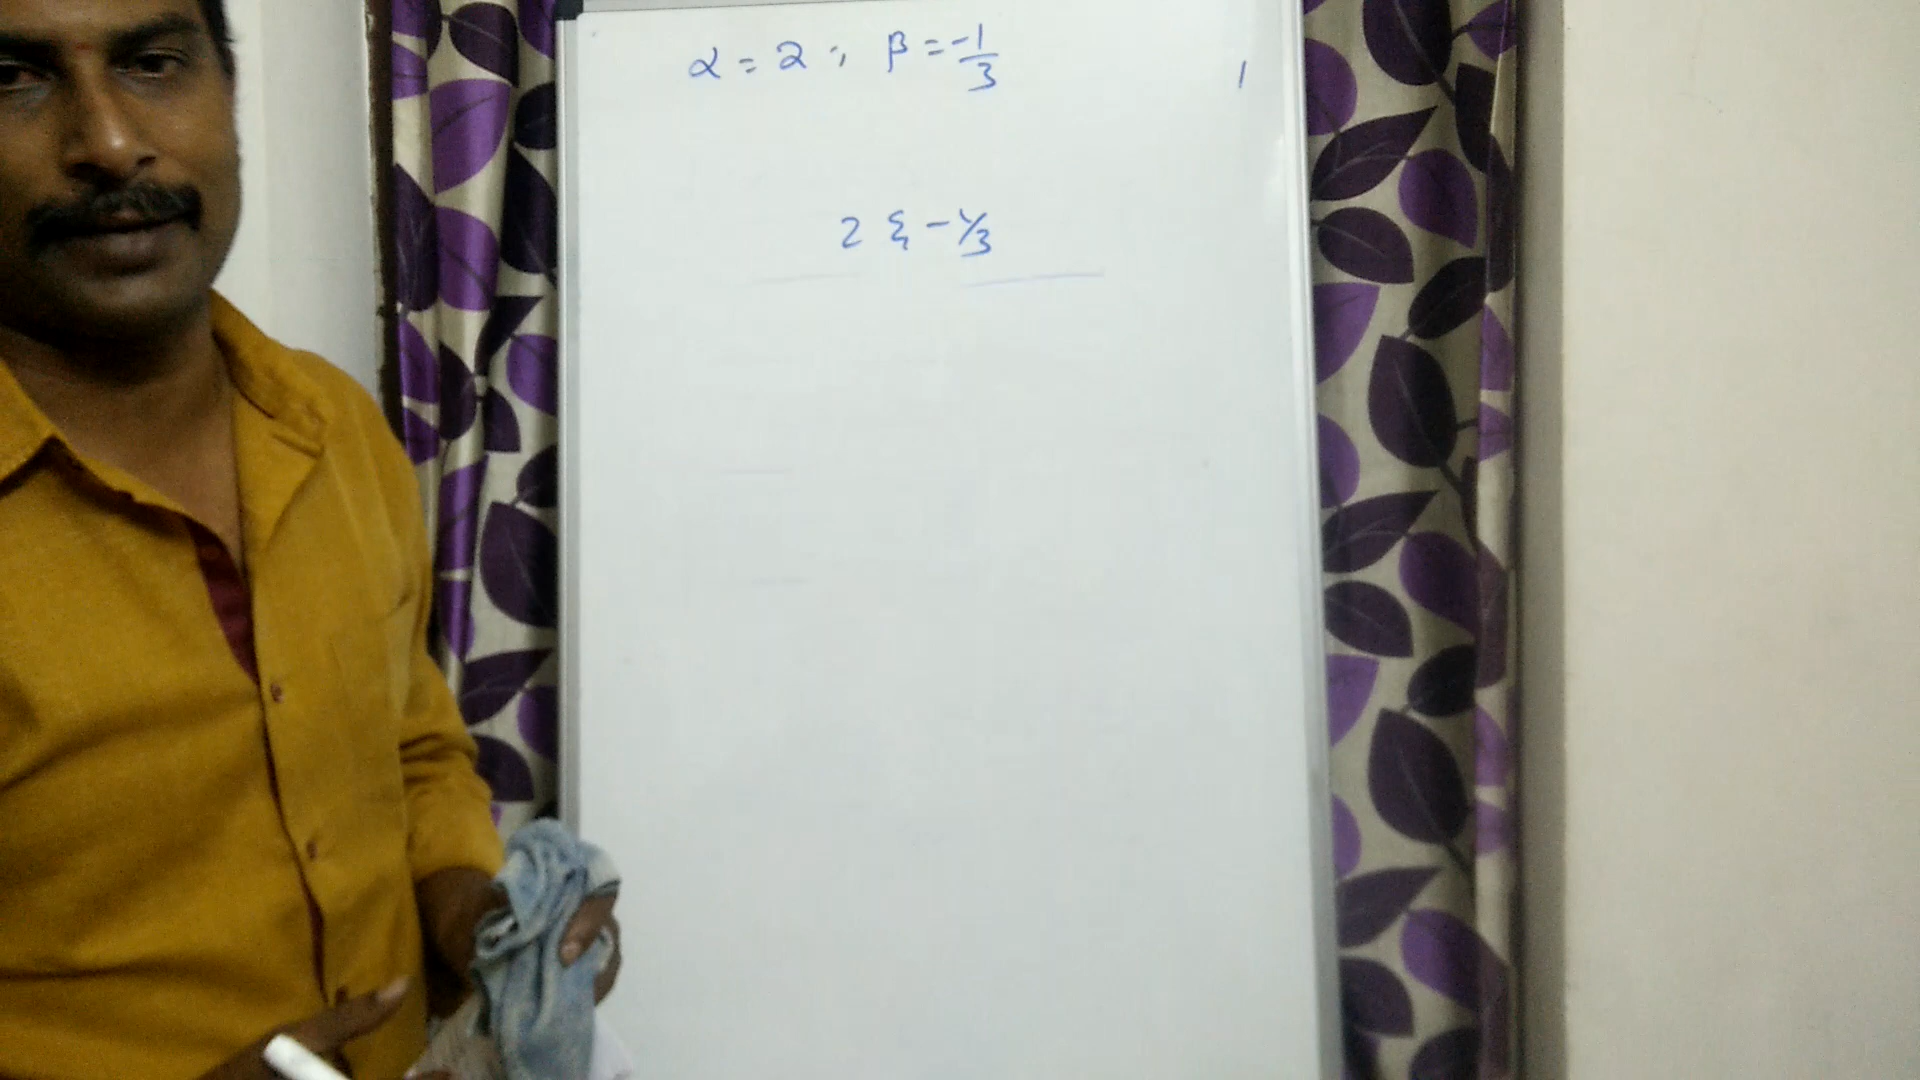 α = 2 ; β = -1/3
2 & -1/3